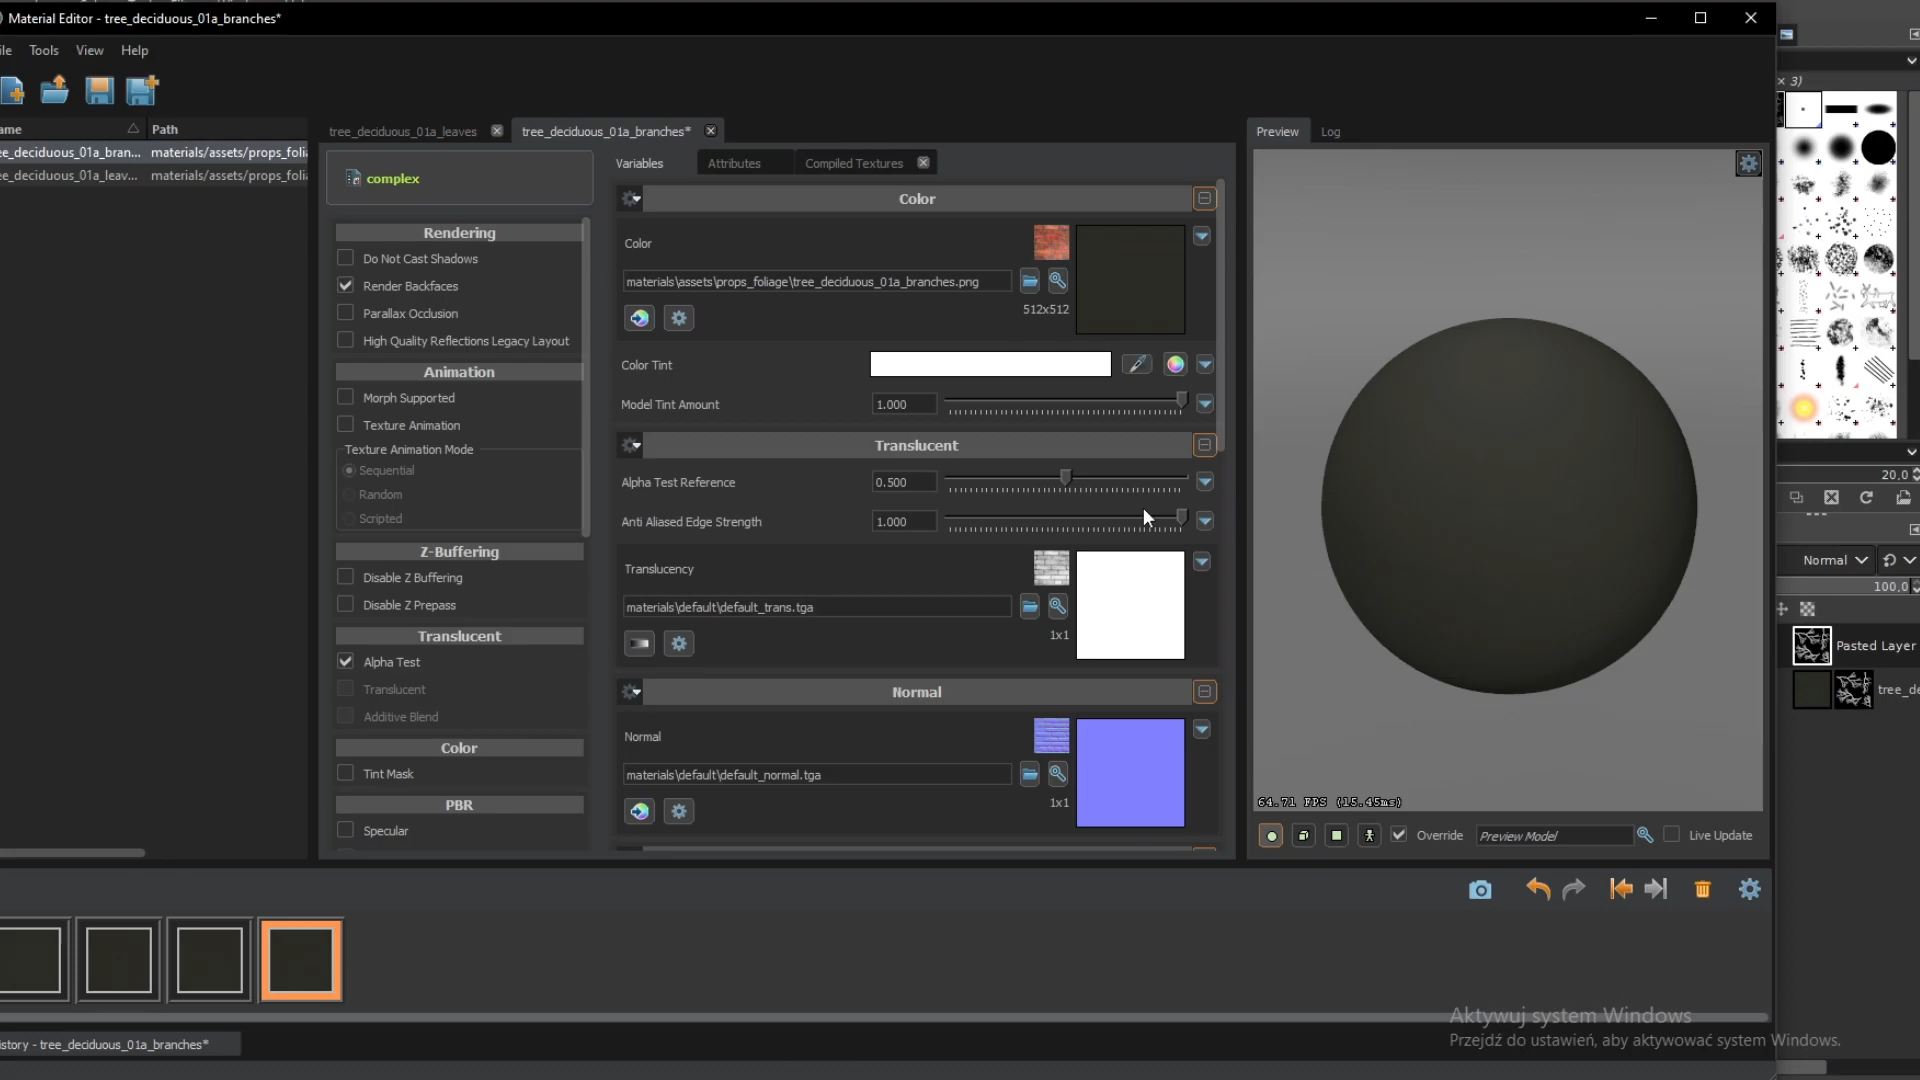 Material Editor - tree_deciduous_01a_branches*
ile Tools View Help
ame Path
ee_deciduous_01a_bran... materials/assets/props_foli
ee_deciduous_01a_leav... materials/assets/props_foli
tree_deciduous_01a_leaves
tree_deciduous_01a_branches*
complex
Rendering
Do Not Cast Shadows
Render Backfaces
Parallax Occlusion
High Quality Reflections Legacy Layout
Animation
Morph Supported
Texture Animation
Texture Animation Mode
Sequential
Random
Scripted
Z-Buffering
Disable Z Buffering
Disable Z Prepass
Translucent
Alpha Test
Translucent
Additive Blend
Color
Tint Mask
PBR
Specular
Variables Attributes Compiled Textures
Color
Color
materials\assets\props_foliage\tree_deciduous_01a_branches.png
512x512
Color Tint
Model Tint Amount 1.000
Translucent
Alpha Test Reference 0.500
Anti Aliased Edge Strength 1.000
Translucency
materials\default\default_trans.tga
1x1
Normal
Normal
materials\default\default_normal.tga
1x1
Preview Log
64.71 FPS (15.45ms)
Override Preview Model Live Update
istory - tree_deciduous_01a_branches*
× 3)
20,0
Normal
100,0
Pasted Layer
tree_de
Aktywuj system Windows
Przejdź do ustawień, aby aktywować system Windows.